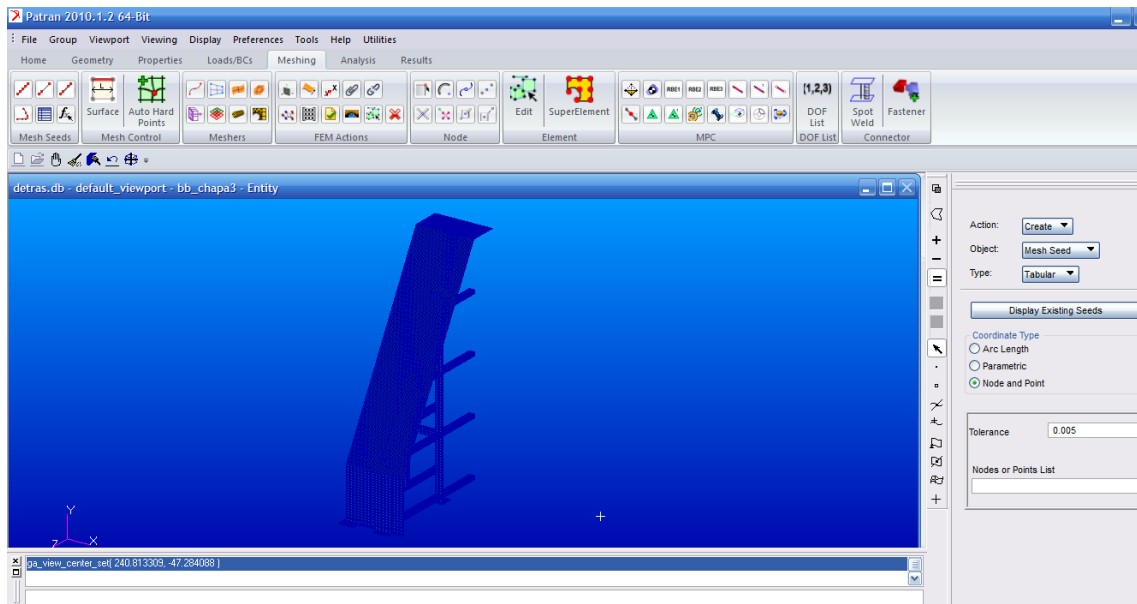 Patran 2010.1.2 64-Bit
File Group Viewport Viewing Display Preferences Tools Help Utilities
Home Geometry Properties Loads/BCs Meshing Analysis Results
RBE1 RBE2 RBE3 (1,2,3)
Surface Auto Hard Points Edit SuperElement DOF List Spot Weld Fastener
Mesh Seeds Mesh Control Meshers FEM Actions Node Element MPC DOF List Connector
detras.db - default_viewport - bb_chapa3 - Entity
Action: Create
Object: Mesh Seed
Type: Tabular
Display Existing Seeds
Coordinate Type
Arc Length
Parametric
Node and Point
Tolerance 0.005
Nodes or Points List
Y
Z X
ga_view_center_set( 240.813309, -47.284088 )